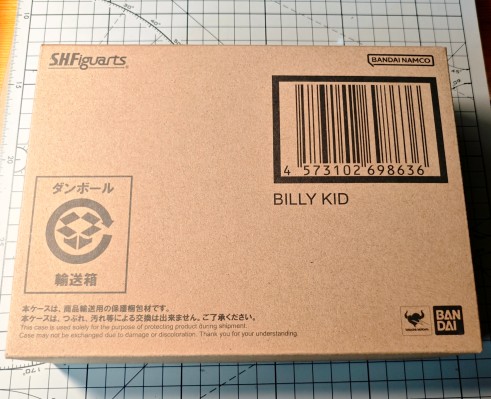 S.H.Figuarts
BANDAI NAMCO
4 573102 698636
BILLY KID
ダンボール
輸送箱
本ケースは、商品輸送用の保護梱包材です。
本ケースは、つぶれ、汚れ等による交換は出来ません。ご了承ください。
This case is used solely for the purpose of protecting product during shipment.
Case may not be exchanged due to damage or discoloration. Thank you for your understanding.
BAN
DAI